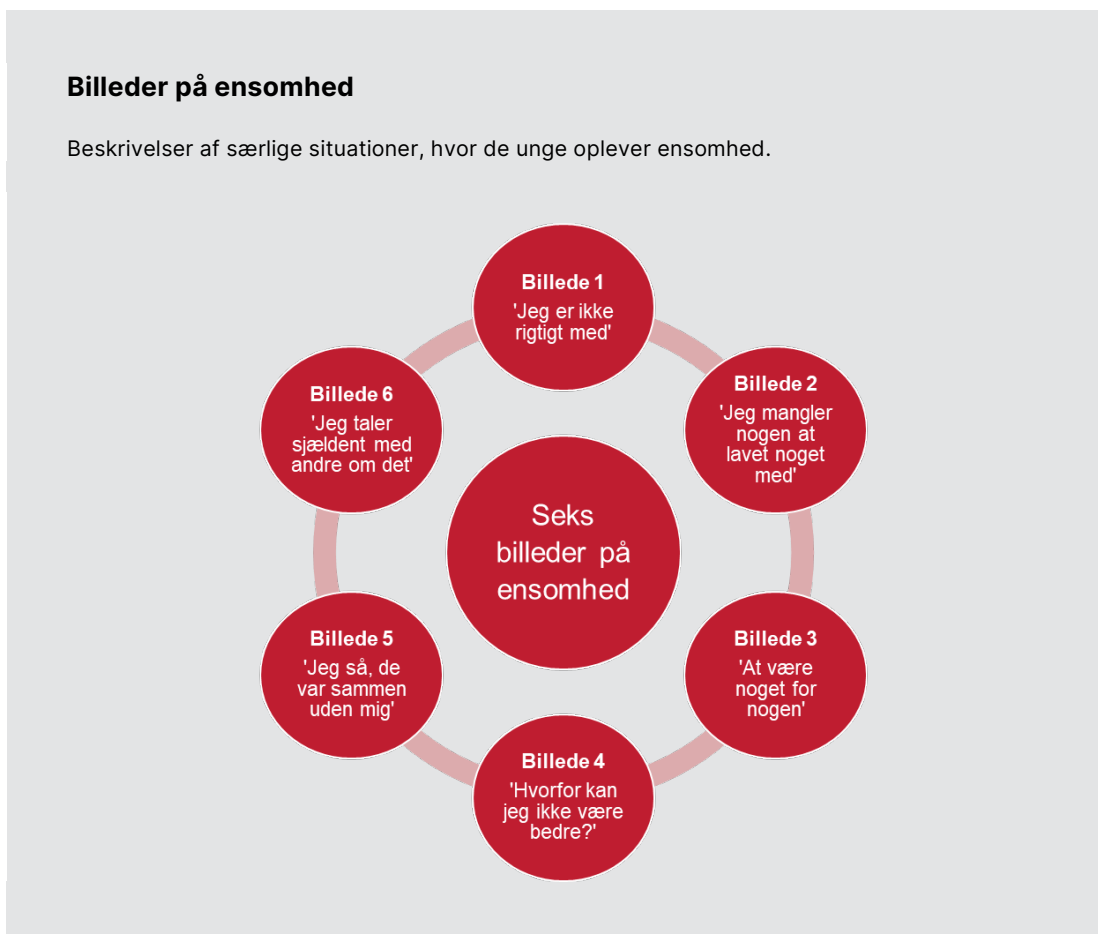 Billeder på ensomhed
Beskrivelser af særlige situationer, hvor de unge oplever ensomhed.
Billede 1
'Jeg er ikke
rigtigt med'
Billede 2
'Jeg mangler
nogen at
lavet noget
med'
Billede 3
'At være
noget for
nogen'
Billede 4
'Hvorfor kan
jeg ikke være
bedre?'
Billede 5
'Jeg så, de
var sammen
uden mig'
Billede 6
'Jeg taler
sjældent med
andre om det'
Seks
billeder på
ensomhed